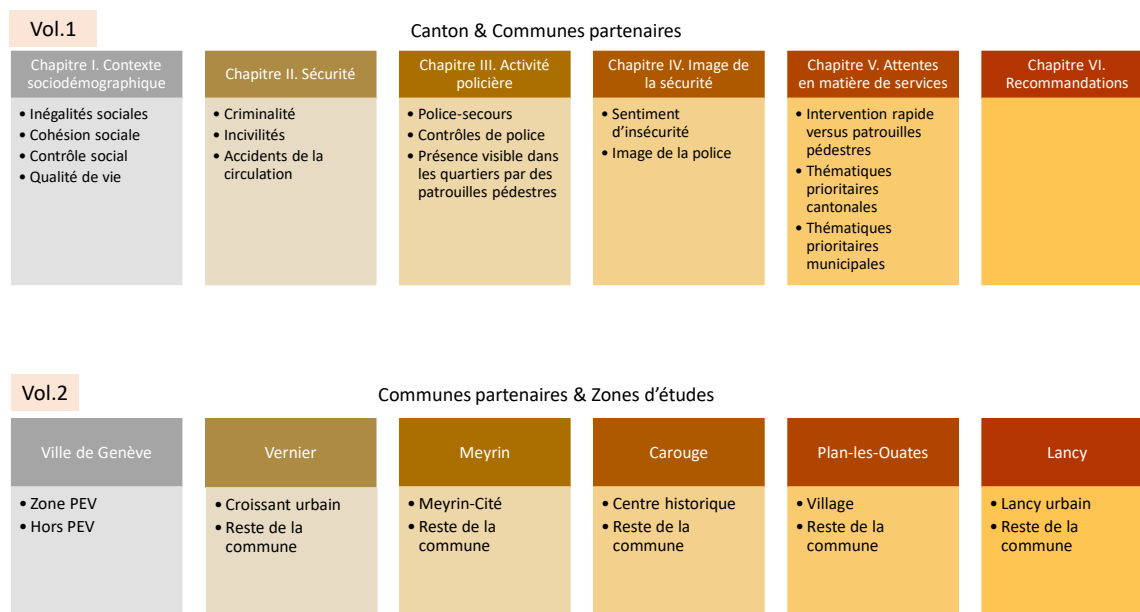 Vol.1
Canton & Communes partenaires
Chapitre I. Contexte
sociodémographique
• Inégalités sociales
• Cohésion sociale
• Contrôle social
• Qualité de vie
Chapitre II. Sécurité
• Criminalité
• Incivilités
• Accidents de la
circulation
Chapitre III. Activité
policière
• Police-secours
• Contrôles de police
• Présence visible dans
les quartiers par des
patrouilles pédestres
Chapitre IV. Image de
la sécurité
• Sentiment
d'insécurité
• Image de la police
Chapitre V. Attentes
en matière de services
• Intervention rapide
versus patrouilles
pédestres
• Thématiques
prioritaires
cantonales
• Thématiques
prioritaires
municipales
Chapitre VI.
Recommandations
Vol.2
Communes partenaires & Zones d'études
Ville de Genève
• Zone PEV
• Hors PEV
Vernier
• Croissant urbain
• Reste de la
commune
Meyrin
• Meyrin-Cité
• Reste de la
commune
Carouge
• Centre historique
• Reste de la
commune
Plan-les-Ouates
• Village
• Reste de la
commune
Lancy
• Lancy urbain
• Reste de la
commune